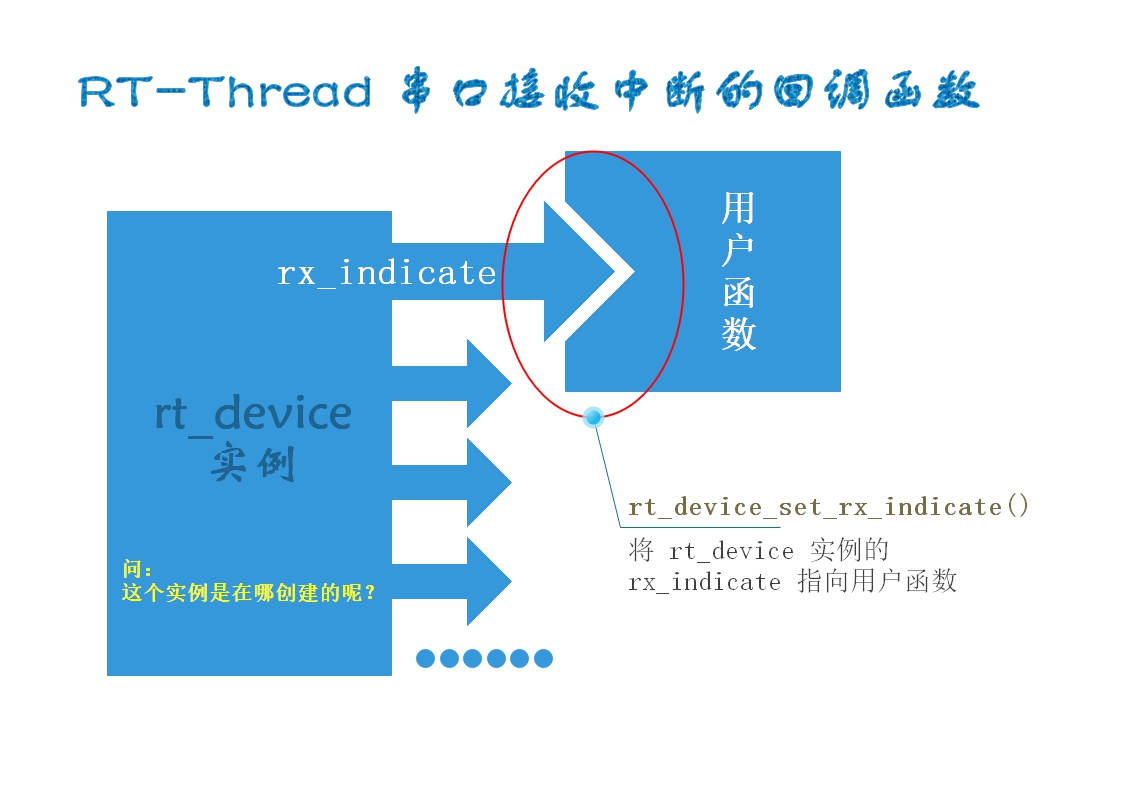 RT-Thread 串口接收中断的回调函数
rx_indicate
用户函数
rt_device
实例
问：
这个实例是在哪创建的呢？
rt_device_set_rx_indicate()
将 rt_device 实例的
rx_indicate 指向用户函数